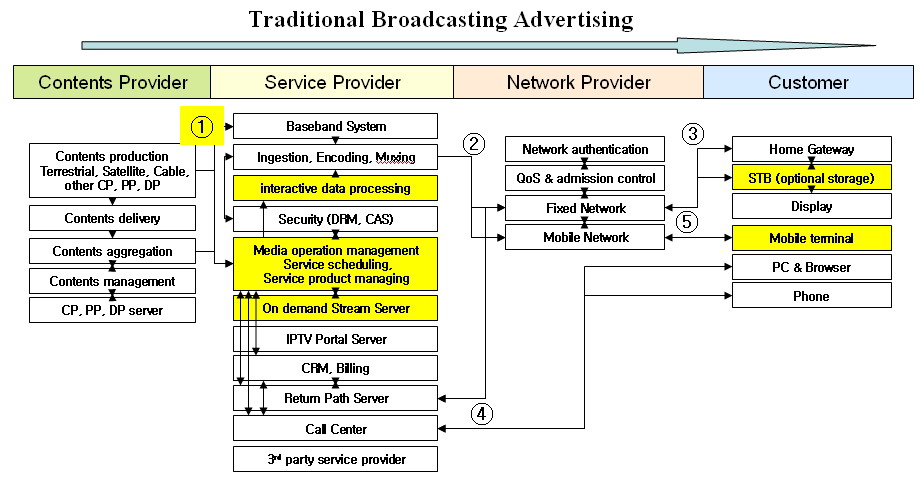 Traditional Broadcasting Advertising
Contents Provider
Service Provider
Network Provider
Customer
①
Contents production
Terrestrial, Satellite, Cable,
other CP, PP, DP
Contents delivery
Contents aggregation
Contents management
CP, PP, DP server
Baseband System
Ingestion, Encoding, Muxing
interactive data processing
Security (DRM, CAS)
Media operation management
Service scheduling,
Service product managing
On demand Stream Server
IPTV Portal Server
CRM, Billing
Return Path Server
Call Center
3rd party service provider
②
④
Network authentication
QoS & admission control
Fixed Network
Mobile Network
③
⑤
Home Gateway
STB (optional storage)
Display
Mobile terminal
PC & Browser
Phone